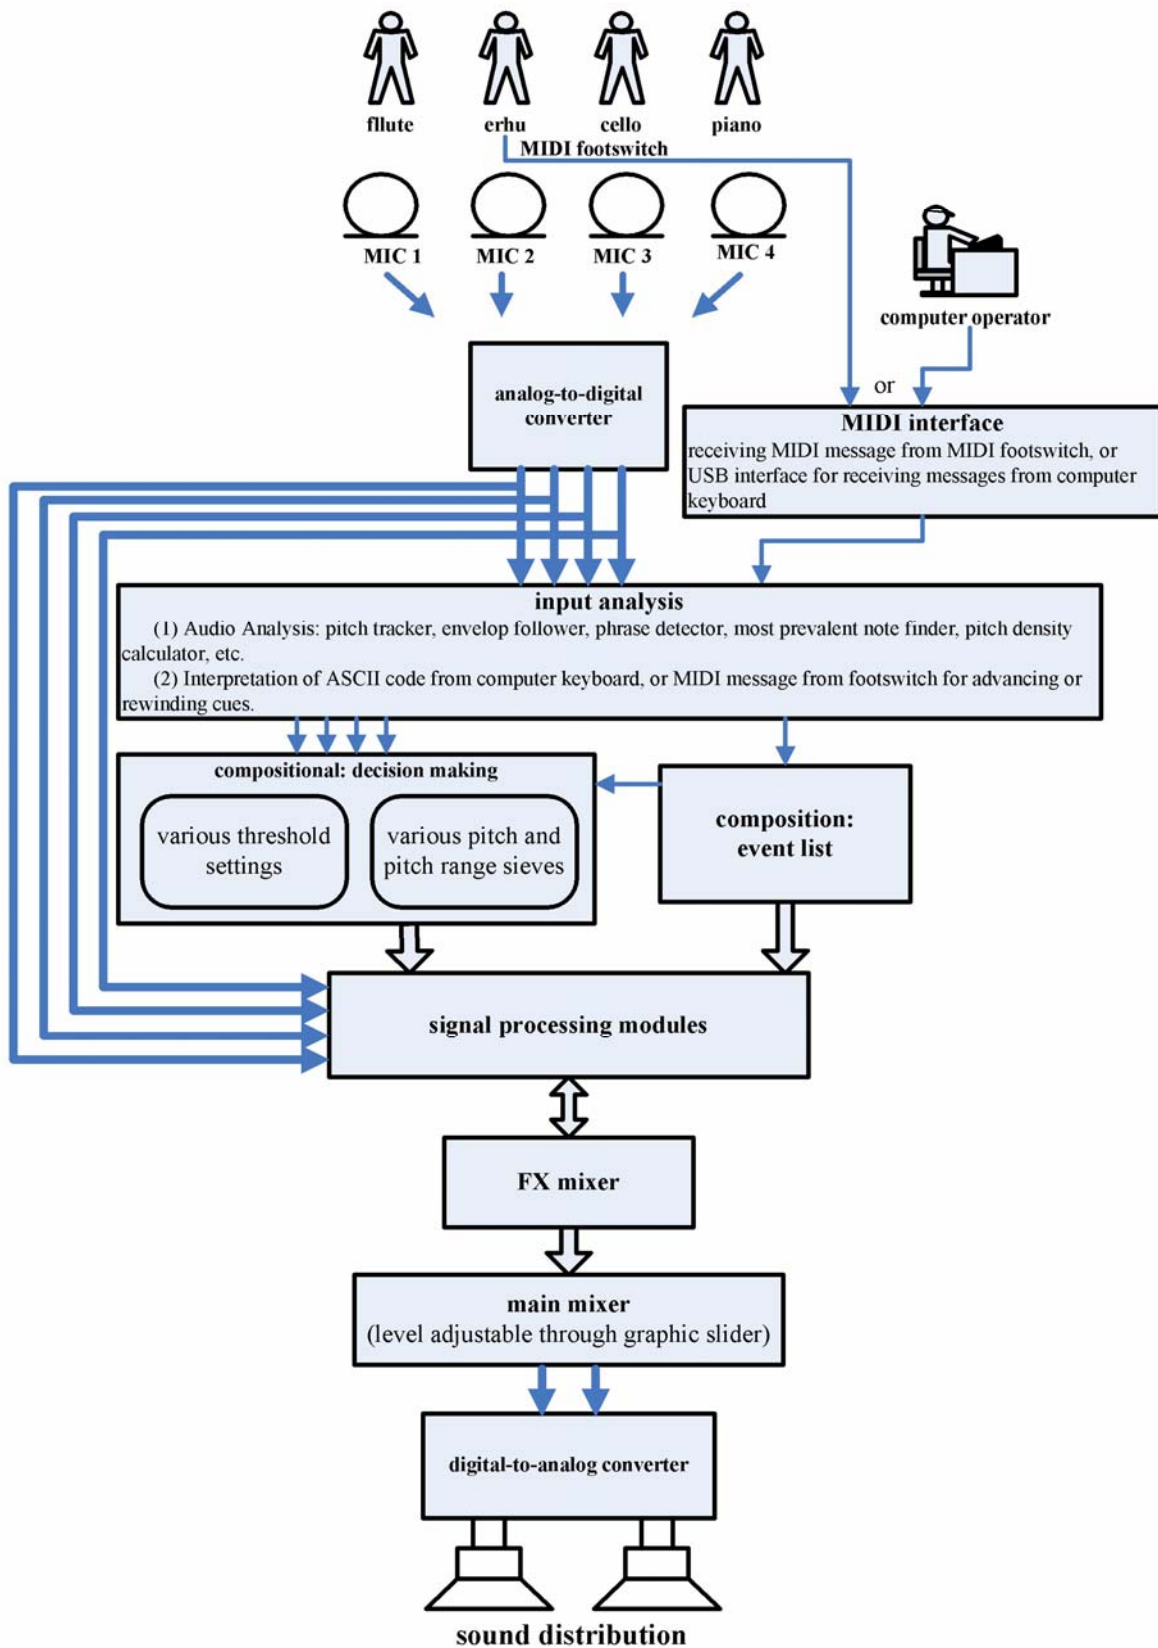 fllute
erhu
cello
piano
MIDI footswitch
MIC 1
MIC 2
MIC 3
MIC 4
computer operator
analog-to-digital
converter
or
MIDI interface
receiving MIDI message from MIDI footswitch, or
USB interface for receiving messages from computer
keyboard
input analysis
(1) Audio Analysis: pitch tracker, envelop follower, phrase detector, most prevalent note finder, pitch density
calculator, etc.
(2) Interpretation of ASCII code from computer keyboard, or MIDI message from footswitch for advancing or
rewinding cues.
compositional: decision making
various threshold
settings
various pitch and
pitch range sieves
composition:
event list
signal processing modules
FX mixer
main mixer
(level adjustable through graphic slider)
digital-to-analog converter
sound distribution